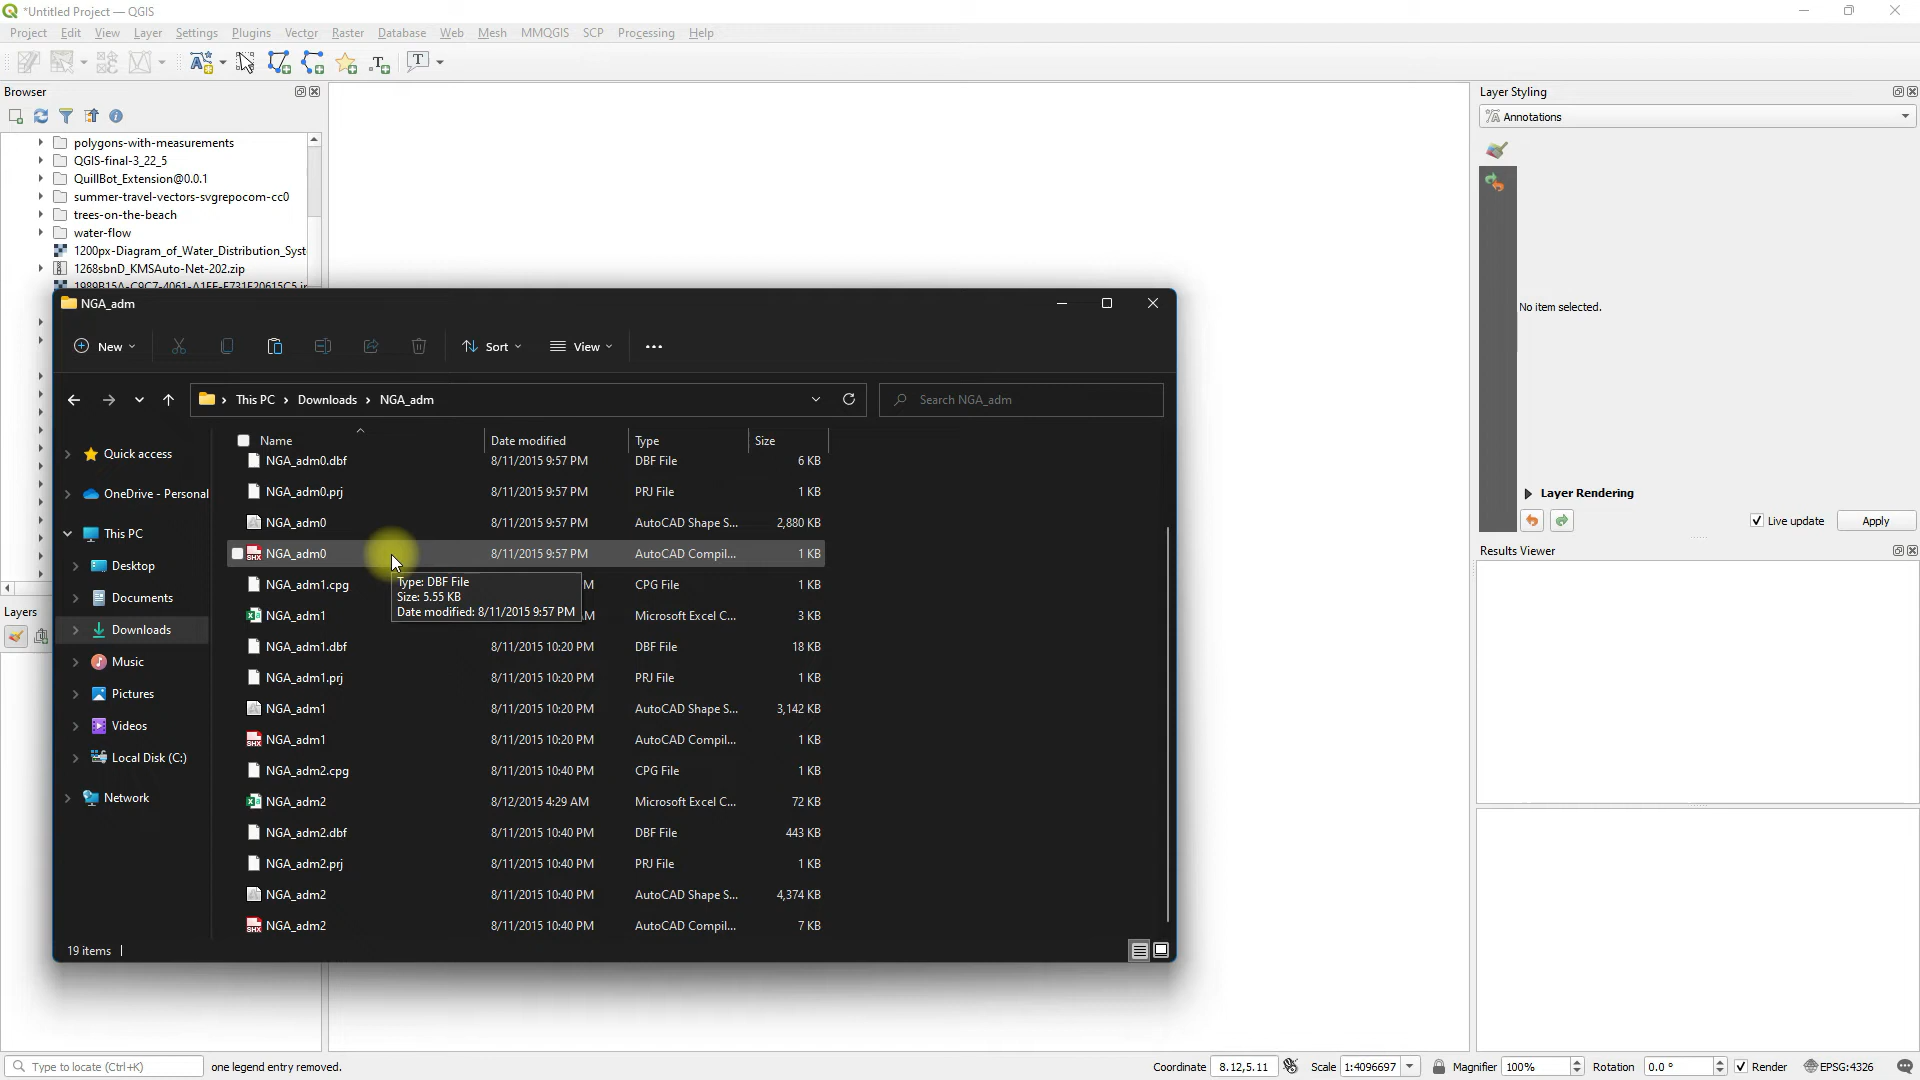 *Untitled Project — QGIS
Project Edit View Layer Settings Plugins Vector Raster Database Web Mesh MMQGIS SCP Processing Help
Browser
polygons-with-measurements
QGIS-final-3_22_5
QuillBot_Extension@0.0.1
summer-travel-vectors-svgrepocom-cc0
trees-on-the-beach
water-flow
1200px-Diagram_of_Water_Distribution_Syst
1268sbnD_KMSAuto-Net-202.zip
NGA_adm
New Sort View
This PC Downloads NGA_adm Search NGA_adm
Quick access
OneDrive - Personal
This PC
Desktop
Documents
Downloads
Music
Pictures
Videos
Local Disk (C:)
Network
Name Date modified Type Size
NGA_adm0.dbf 8/11/2015 9:57 PM DBF File 6 KB
NGA_adm0.prj 8/11/2015 9:57 PM PRJ File 1 KB
NGA_adm0 8/11/2015 9:57 PM AutoCAD Shape S... 2,880 KB
NGA_adm0 8/11/2015 9:57 PM AutoCAD Compil... 1 KB
NGA_adm1.cpg M CPG File 1 KB
NGA_adm1 M Microsoft Excel C... 3 KB
NGA_adm1.dbf 8/11/2015 10:20 PM DBF File 18 KB
NGA_adm1.prj 8/11/2015 10:20 PM PRJ File 1 KB
NGA_adm1 8/11/2015 10:20 PM AutoCAD Shape S... 3,142 KB
NGA_adm1 8/11/2015 10:20 PM AutoCAD Compil... 1 KB
NGA_adm2.cpg 8/11/2015 10:40 PM CPG File 1 KB
NGA_adm2 8/12/2015 4:29 AM Microsoft Excel C... 72 KB
NGA_adm2.dbf 8/11/2015 10:40 PM DBF File 443 KB
NGA_adm2.prj 8/11/2015 10:40 PM PRJ File 1 KB
NGA_adm2 8/11/2015 10:40 PM AutoCAD Shape S... 4,374 KB
NGA_adm2 8/11/2015 10:40 PM AutoCAD Compil... 7 KB
Type: DBF File
Size: 5.55 KB
Date modified: 8/11/2015 9:57 PM
19 items
Layers
Layer Styling
Annotations
No item selected.
Layer Rendering
Live update Apply
Results Viewer
Type to locate (Ctrl+K) one legend entry removed. Coordinate 8.12,5.11 Scale 1:4096697 Magnifier 100% Rotation 0.0 ° Render EPSG:4326